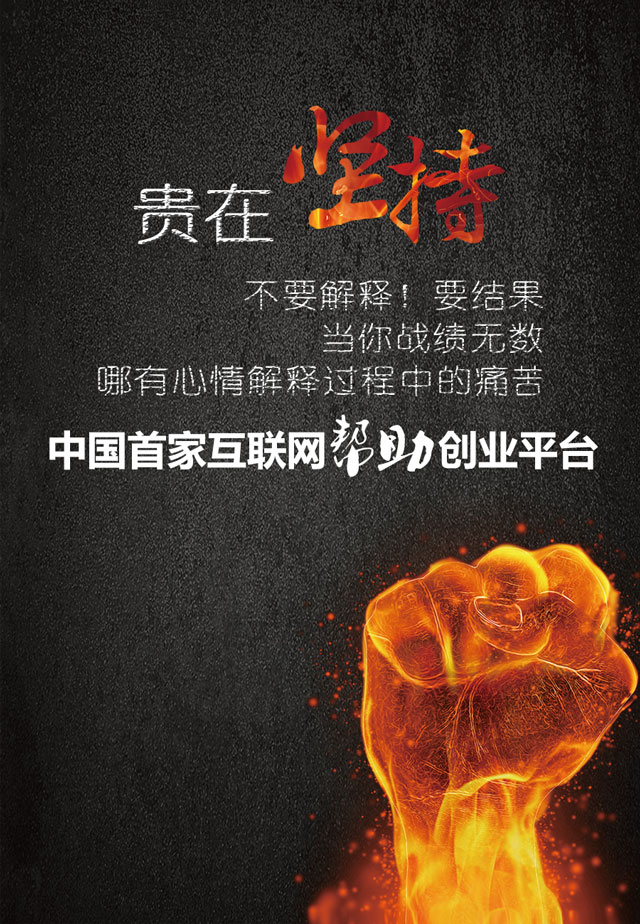 贵在坚持
不要解释！要结果
当你战绩无数
哪有心情解释过程中的痛苦
中国首家互联网帮助创业平台